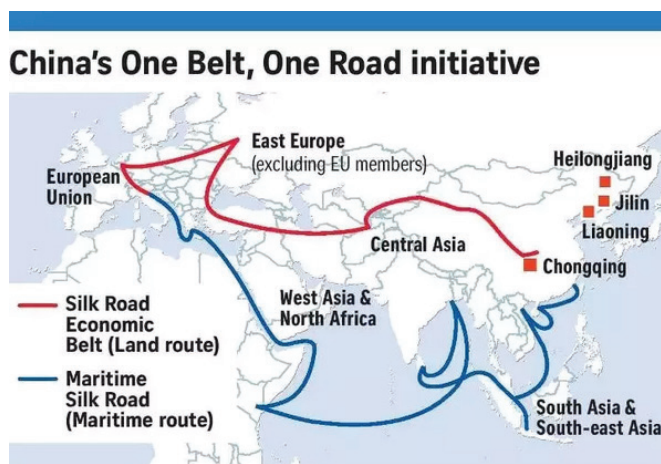 China's One Belt, One Road initiative
East Europe
(excluding EU members)
European
Union
Heilongjiang
Jilin
Liaoning
Central Asia
Chongqing
West Asia &
North Africa
Silk Road
Economic
Belt (Land route)
Maritime
Silk Road
(Maritime route)
South Asia &
South-east Asia